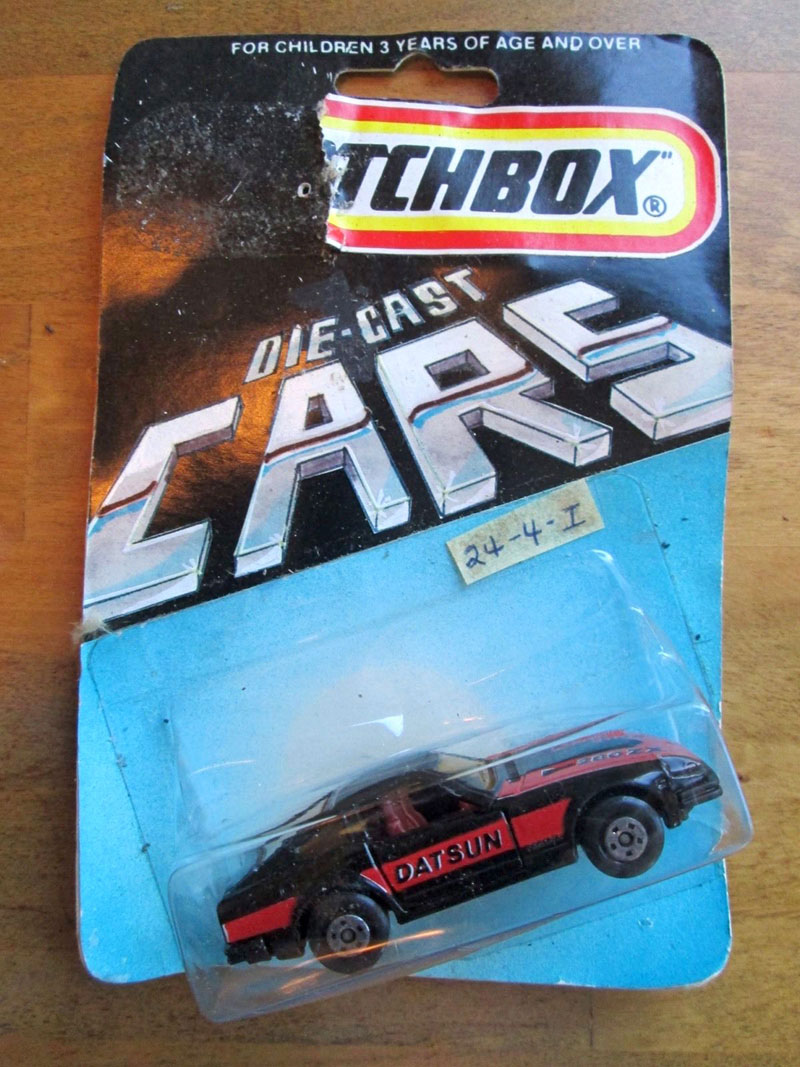 FOR CHILDREN 3 YEARS OF AGE AND OVER
TCHBOX"®
DIE-CAST
CARS
24-4-I
DATSUN